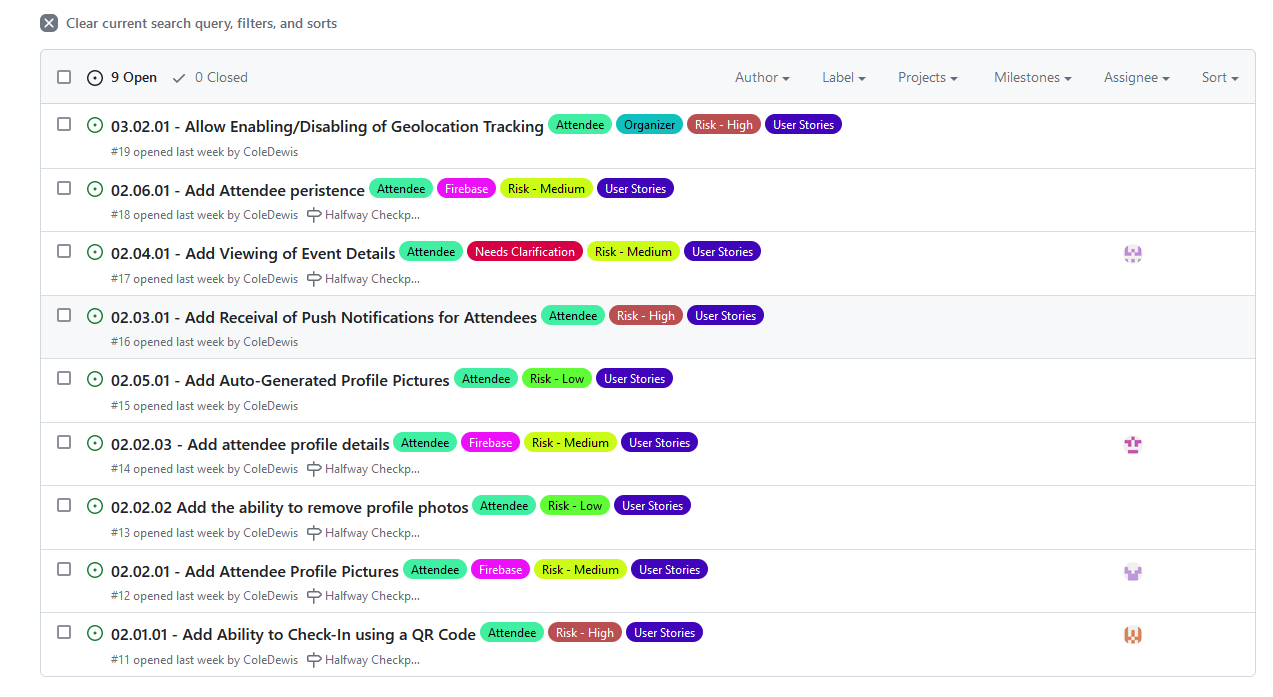 Clear current search query, filters, and sorts
9 Open 0 Closed Author Label Projects Milestones Assignee Sort
03.02.01 - Allow Enabling/Disabling of Geolocation Tracking Attendee Organizer Risk - High User Stories
#19 opened last week by ColeDewis
02.06.01 - Add Attendee peristence Attendee Firebase Risk - Medium User Stories
#18 opened last week by ColeDewis Halfway Checkp...
02.04.01 - Add Viewing of Event Details Attendee Needs Clarification Risk - Medium User Stories
#17 opened last week by ColeDewis Halfway Checkp...
02.03.01 - Add Receival of Push Notifications for Attendees Attendee Risk - High User Stories
#16 opened last week by ColeDewis
02.05.01 - Add Auto-Generated Profile Pictures Attendee Risk - Low User Stories
#15 opened last week by ColeDewis
02.02.03 - Add attendee profile details Attendee Firebase Risk - Medium User Stories
#14 opened last week by ColeDewis Halfway Checkp...
02.02.02 Add the ability to remove profile photos Attendee Risk - Low User Stories
#13 opened last week by ColeDewis Halfway Checkp...
02.02.01 - Add Attendee Profile Pictures Attendee Firebase Risk - Medium User Stories
#12 opened last week by ColeDewis Halfway Checkp...
02.01.01 - Add Ability to Check-In using a QR Code Attendee Risk - High User Stories
#11 opened last week by ColeDewis Halfway Checkp...